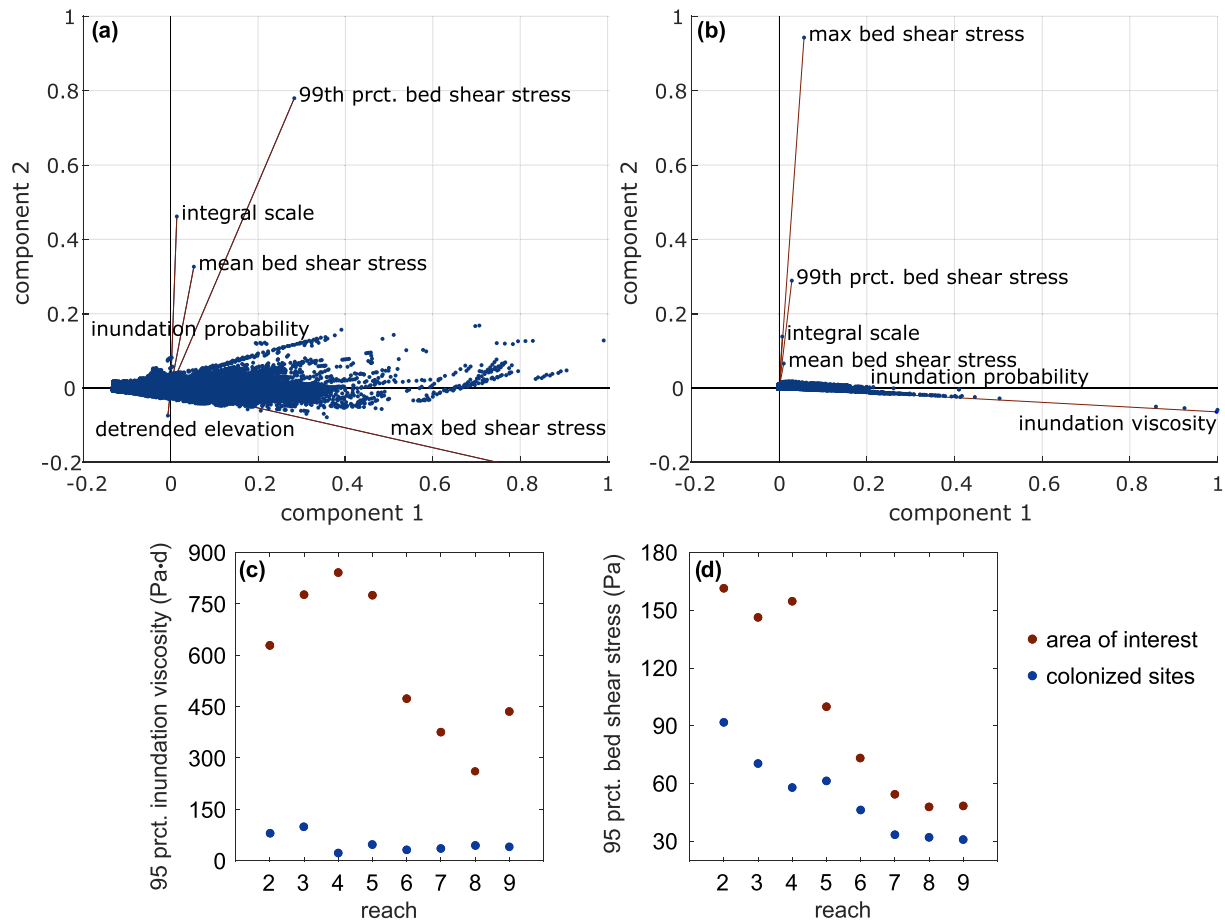 (a)
1
0.8
0.6
0.4
0.2
0
-0.2
component 2
99th prct. bed shear stress
integral scale
mean bed shear stress
inundation probability
detrended elevation
max bed shear stress
-0.2 0 0.2 0.4 0.6 0.8 1
component 1
(b)
1
0.8
0.6
0.4
0.2
0
-0.2
component 2
max bed shear stress
99th prct. bed shear stress
integral scale
mean bed shear stress
inundation probability
inundation viscosity
-0.2 0 0.2 0.4 0.6 0.8 1
component 1
(c)
900
750
600
450
300
150
0
95 prct. inundation viscosity (Pa•d)
2 3 4 5 6 7 8 9
reach
(d)
180
150
120
90
60
30
95 prct. bed shear stress (Pa)
2 3 4 5 6 7 8 9
reach
area of interest
colonized sites